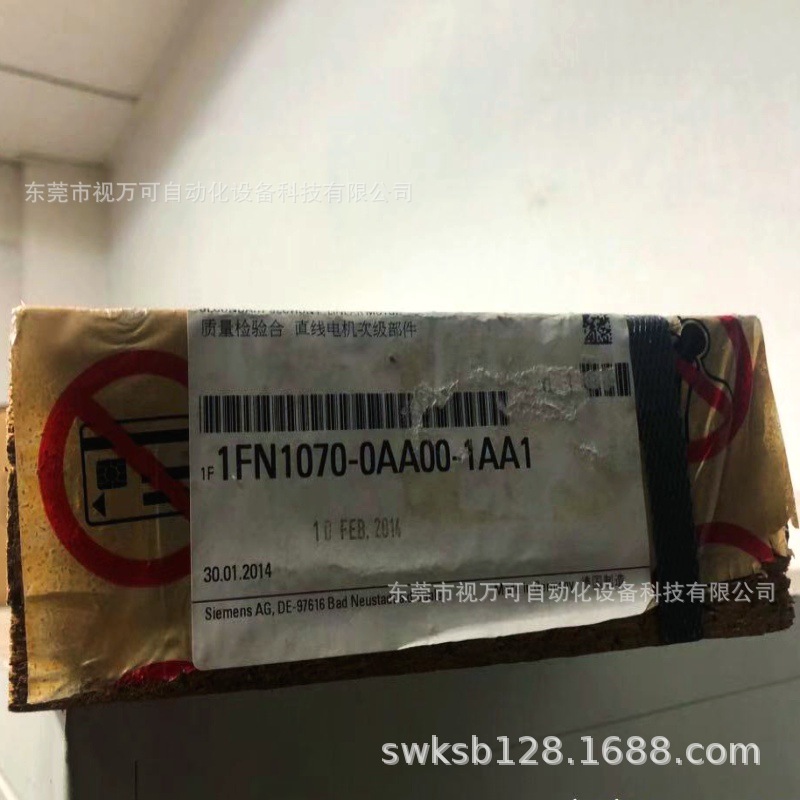 东莞市视万可自动化设备科技有限公司
质量检验合 直线电机次级部件
1P 1FN1070-0AA00-1AA1
10 FEB. 2014
30.01.2014
东莞市视万可自动化设备科技有限公司
Siemens AG, DE-97616 Bad Neustad
swksb128.1688.com